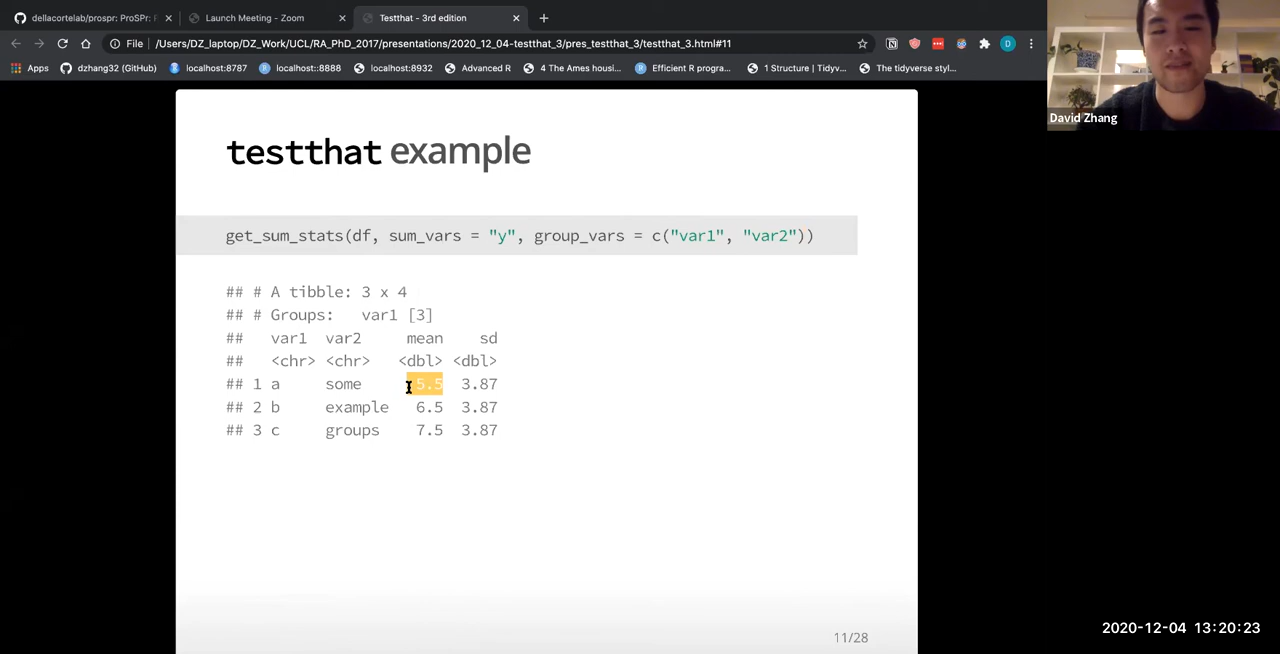 dellacortelab/prospr: ProSPr:
Launch Meeting - Zoom
Testthat - 3rd edition
File
/Users/DZ_laptop/DZ_Work/UCL/RA_PhD_2017/presentations/2020_12_04-testthat_3/pres_testthat_3/testthat_3.html#11
Apps
dzhang32 (GitHub)
localhost:8787
localhost::8888
localhost:8932
Advanced R
4 The Ames housi...
Efficient R progra...
1 Structure | Tidyv...
The tidyverse styl...
David Zhang
testthat example
get_sum_stats(df, sum_vars = "y", group_vars = c("var1", "var2"))
## # A tibble: 3 x 4
## # Groups:   var1 [3]
##   var1  var2     mean    sd
##   <chr> <chr>   <dbl> <dbl>
## 1 a     some      5.5  3.87
## 2 b     example   6.5  3.87
## 3 c     groups    7.5  3.87
11/28
2020-12-04 13:20:23